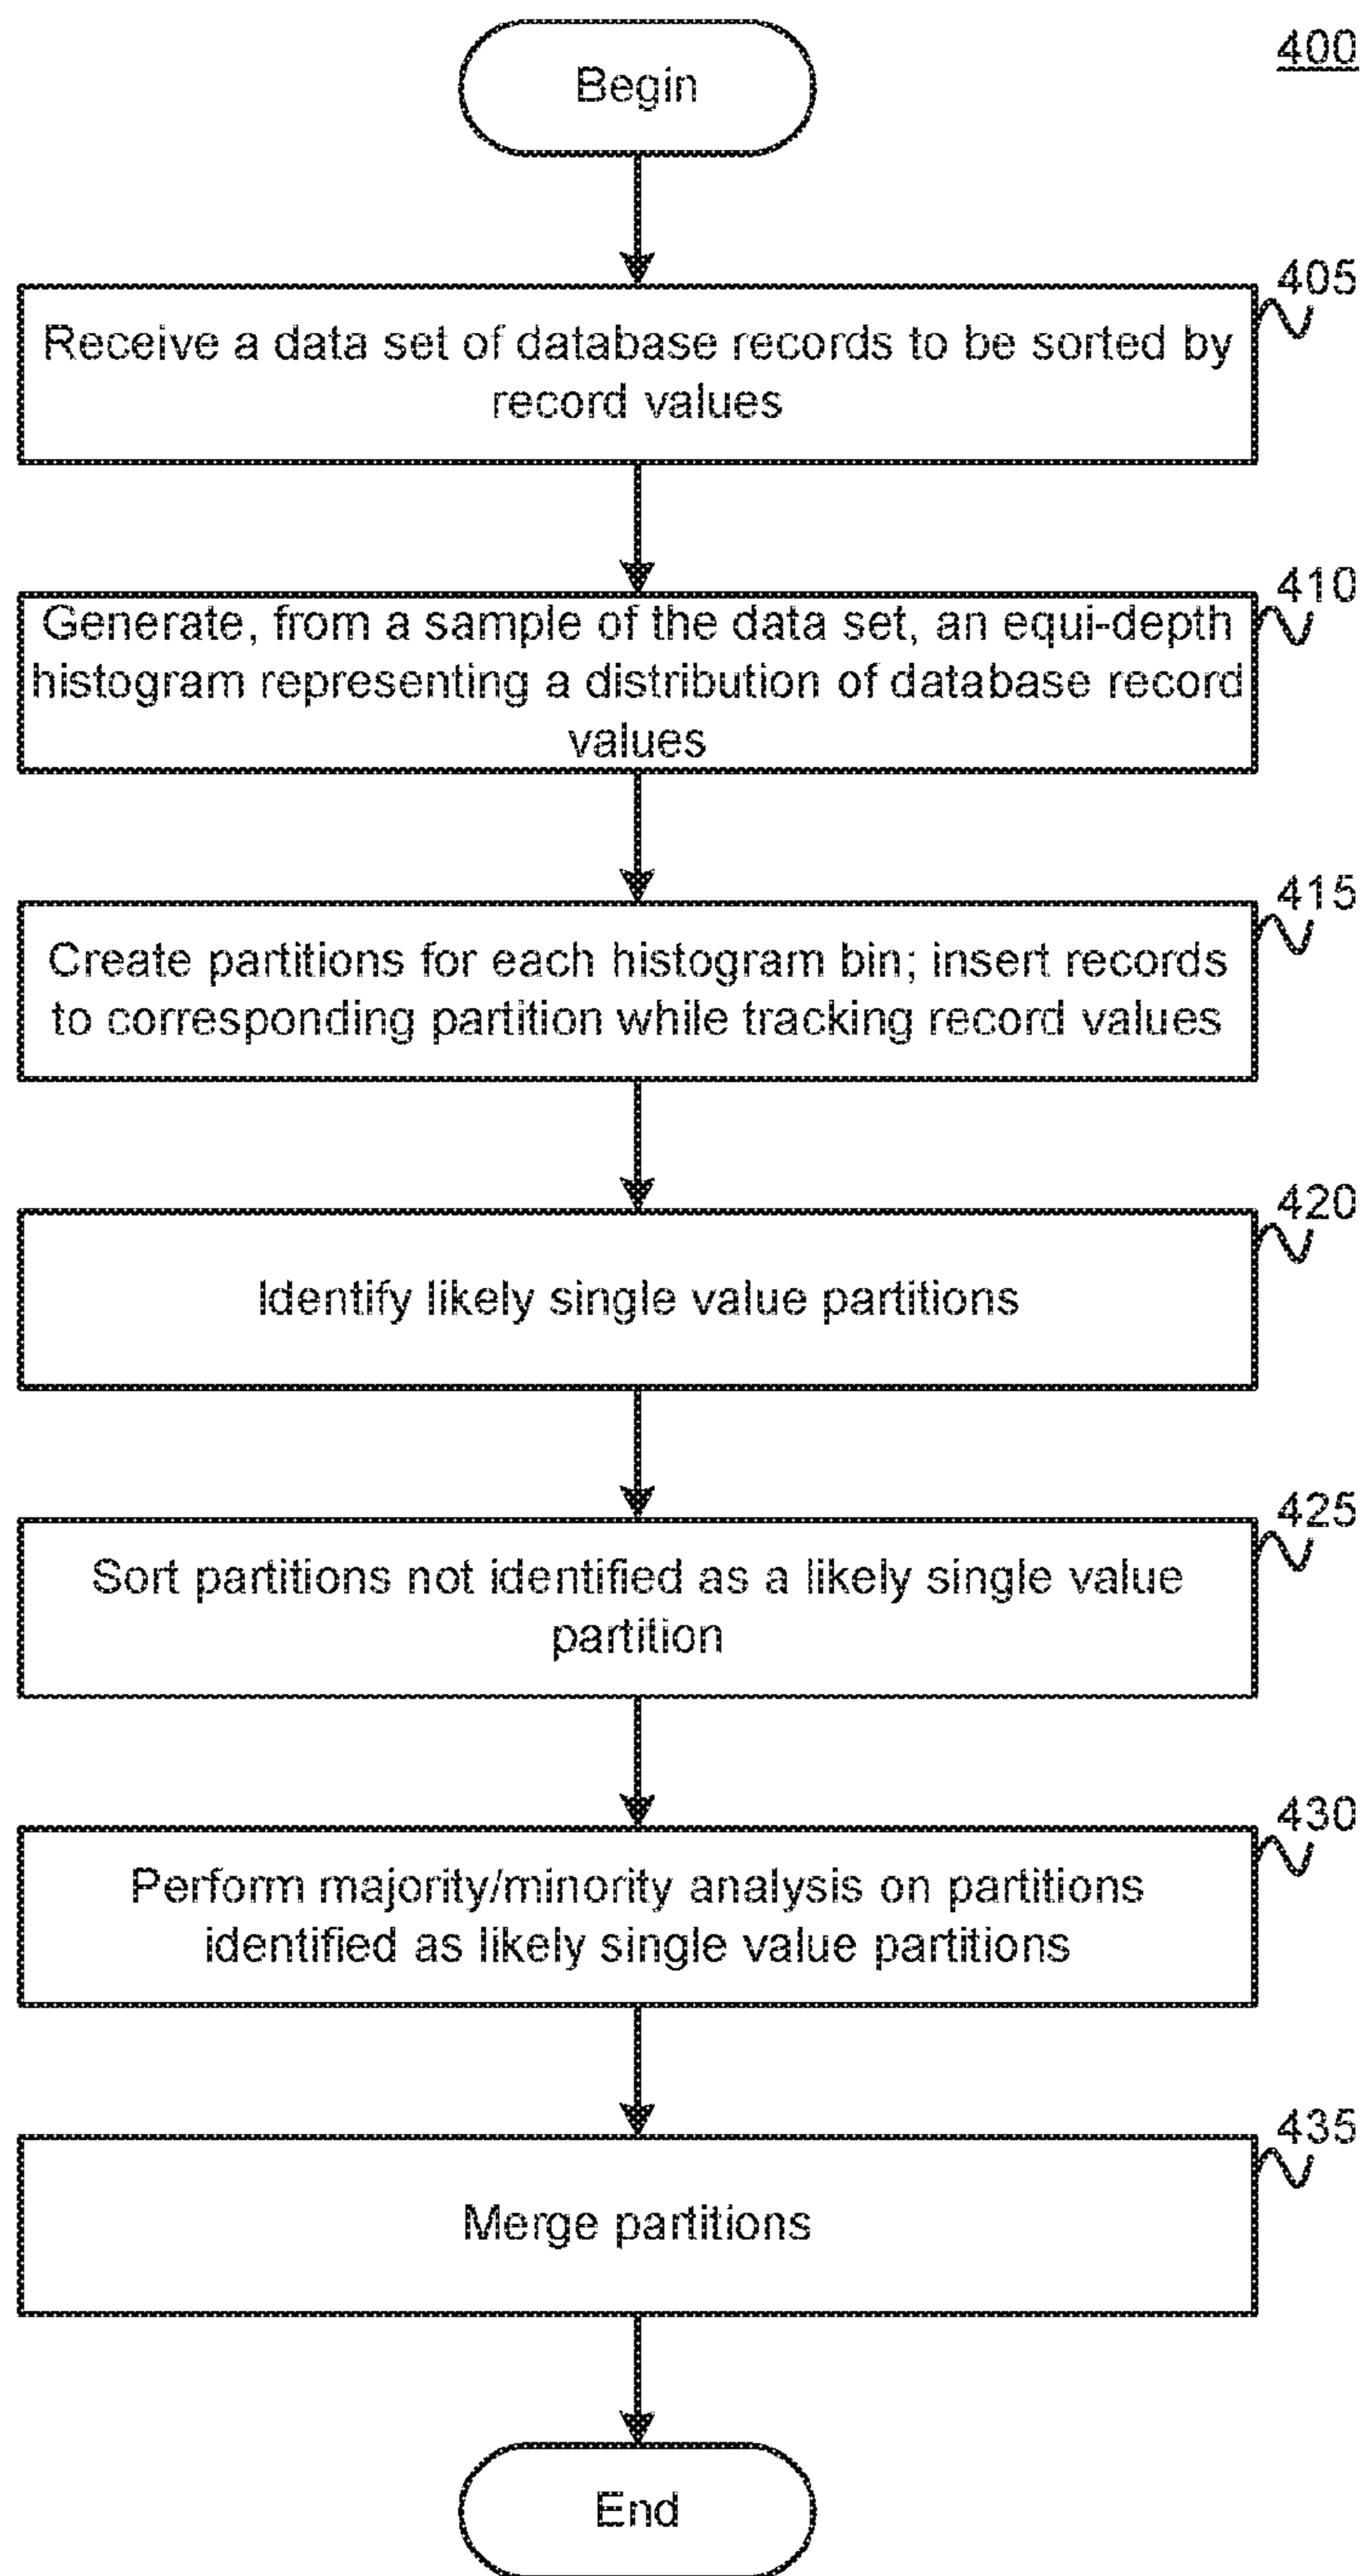 400
Begin
405
Receive a data set of database records to be sorted by
record values
410
Generate, from a sample of the data set, an equi-depth
histogram representing a distribution of database record
values
415
Create partitions for each histogram bin; insert records
to corresponding partition while tracking record values
420
Identify likely single value partitions
425
Sort partitions not identified as a likely single value
partition
430
Perform majority/minority analysis on partitions
identified as likely single value partitions
435
Merge partitions
End